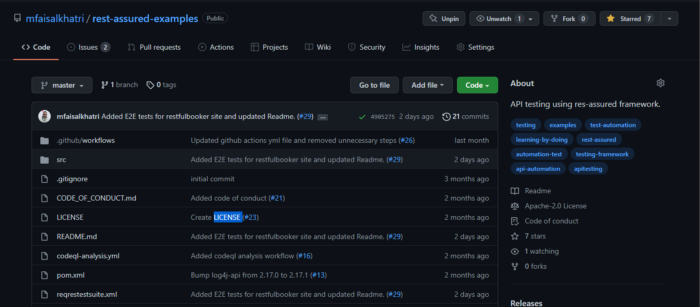 mfaisalkhatri / rest-assured-examples Public
Unpin
Unwatch 1
Fork 0
Starred 7
Code
Issues 2
Pull requests
Actions
Projects
Wiki
Security
Insights
Settings
master
1 branch
0 tags
Go to file
Add file
Code
mfaisalkhatri Added E2E tests for restfulbooker site and updated Readme. (#29) ... 4905275 2 days ago 21 commits
.github/workflows Updated github actions yml file and removed unnecessary steps (#26) last month
src Added E2E tests for restfulbooker site and updated Readme. (#29) 2 days ago
.gitignore initial commit 3 months ago
CODE_OF_CONDUCT.md Added code of conduct (#21) 2 months ago
LICENSE Create LICENSE (#23) 2 months ago
README.md Added E2E tests for restfulbooker site and updated Readme. (#29) 2 days ago
codeql-analysis.yml Added codeql analysis workflow (#16) 2 months ago
pom.xml Bump log4j-api from 2.17.0 to 2.17.1 (#13) 2 months ago
reqrestestsuite.xml Added E2E tests for restfulbooker site and updated Readme. (#29) 2 days ago
About
API testing using res-assured framework.
testing examples test-automation
learning-by-doing rest-assured
automation-test testing-framework
api-automation apitesting
Readme
Apache-2.0 License
Code of conduct
7 stars
1 watching
0 forks
Releases